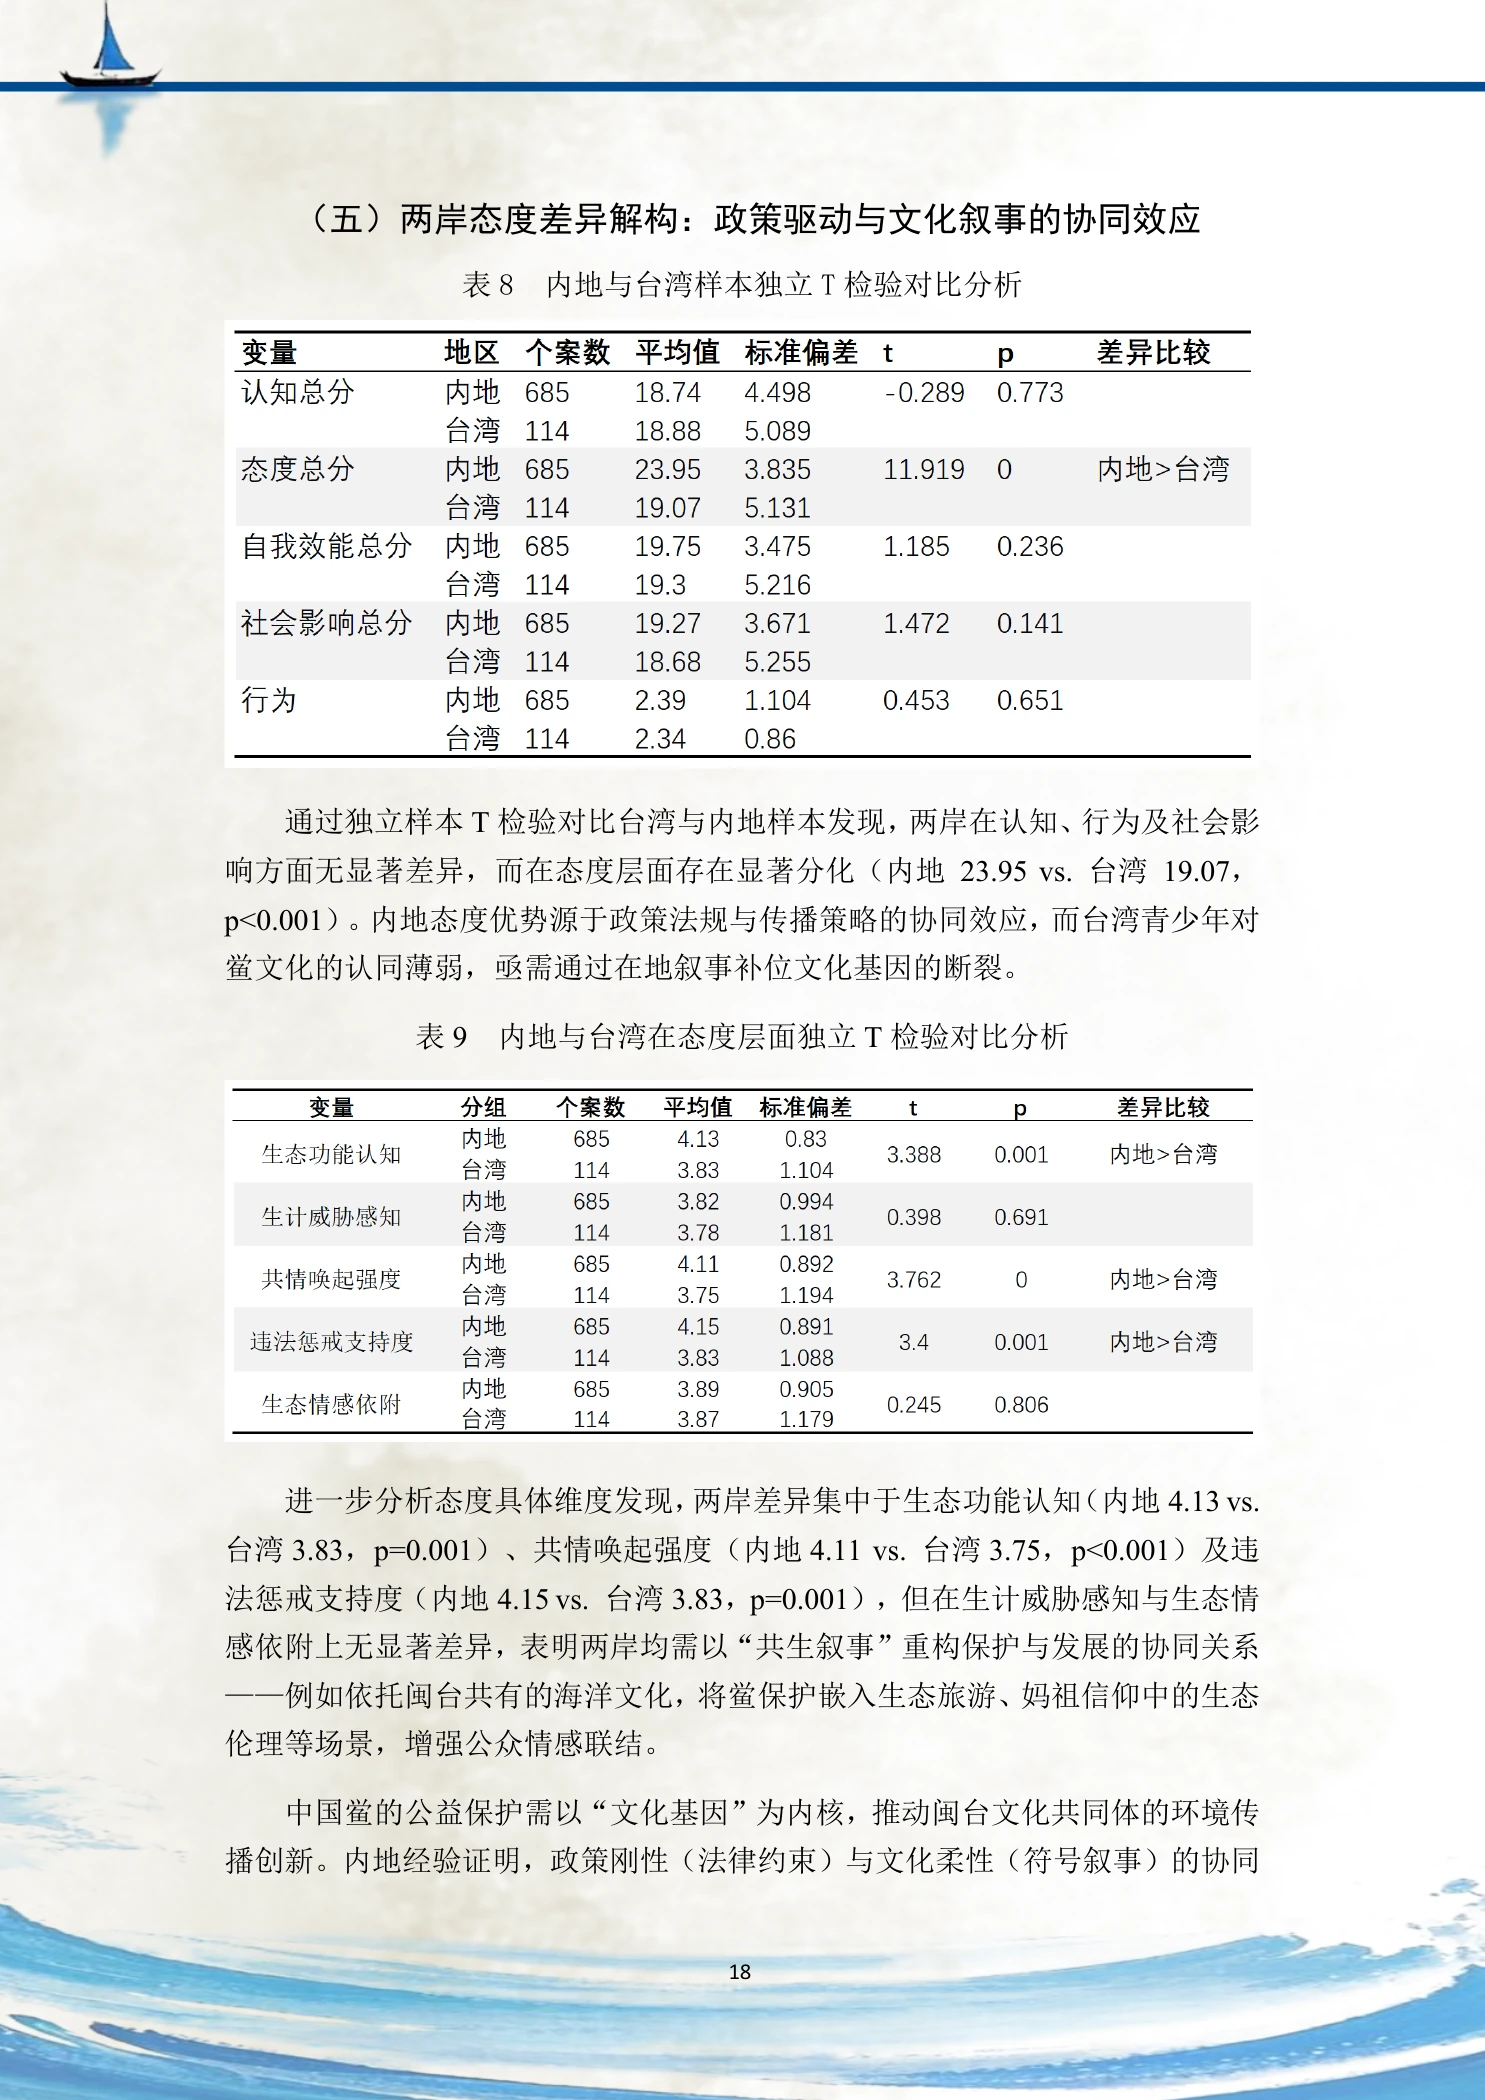 （五）两岸态度差异解构：政策驱动与文化叙事的协同效应
表 8 内地与台湾样本独立 T 检验对比分析
变量 地区 个案数 平均值 标准偏差 t p 差异比较
认知总分 内地 685 18.74 4.498 -0.289 0.773
台湾 114 18.88 5.089
态度总分 内地 685 23.95 3.835 11.919 0 内地>台湾
台湾 114 19.07 5.131
自我效能总分 内地 685 19.75 3.475 1.185 0.236
台湾 114 19.3 5.216
社会影响总分 内地 685 19.27 3.671 1.472 0.141
台湾 114 18.68 5.255
行为 内地 685 2.39 1.104 0.453 0.651
台湾 114 2.34 0.86
通过独立样本 T 检验对比台湾与内地样本发现，两岸在认知、行为及社会影
响方面无显著差异，而在态度层面存在显著分化（内地 23.95 vs. 台湾 19.07，
p<0.001）。内地态度优势源于政策法规与传播策略的协同效应，而台湾青少年对
鲎文化的认同薄弱，亟需通过在地叙事补位文化基因的断裂。
表 9 内地与台湾在态度层面独立 T 检验对比分析
变量 分组 个案数 平均值 标准偏差 t p 差异比较
生态功能认知 内地 685 4.13 0.83 3.388 0.001 内地>台湾
台湾 114 3.83 1.104
生计威胁感知 内地 685 3.82 0.994 0.398 0.691
台湾 114 3.78 1.181
共情唤起强度 内地 685 4.11 0.892 3.762 0 内地>台湾
台湾 114 3.75 1.194
违法惩戒支持度 内地 685 4.15 0.891 3.4 0.001 内地>台湾
台湾 114 3.83 1.088
生态情感依附 内地 685 3.89 0.905 0.245 0.806
台湾 114 3.87 1.179
进一步分析态度具体维度发现，两岸差异集中于生态功能认知（内地 4.13 vs.
台湾 3.83，p=0.001）、共情唤起强度（内地 4.11 vs. 台湾 3.75，p<0.001）及违
法惩戒支持度（内地 4.15 vs. 台湾 3.83，p=0.001），但在生计威胁感知与生态情
感依附上无显著差异，表明两岸均需以“共生叙事”重构保护与发展的协同关系
——例如依托闽台共有的海洋文化，将鲎保护嵌入生态旅游、妈祖信仰中的生态
伦理等场景，增强公众情感联结。
中国鲎的公益保护需以“文化基因”为内核，推动闽台文化共同体的环境传
播创新。内地经验证明，政策刚性（法律约束）与文化柔性（符号叙事）的协同
18